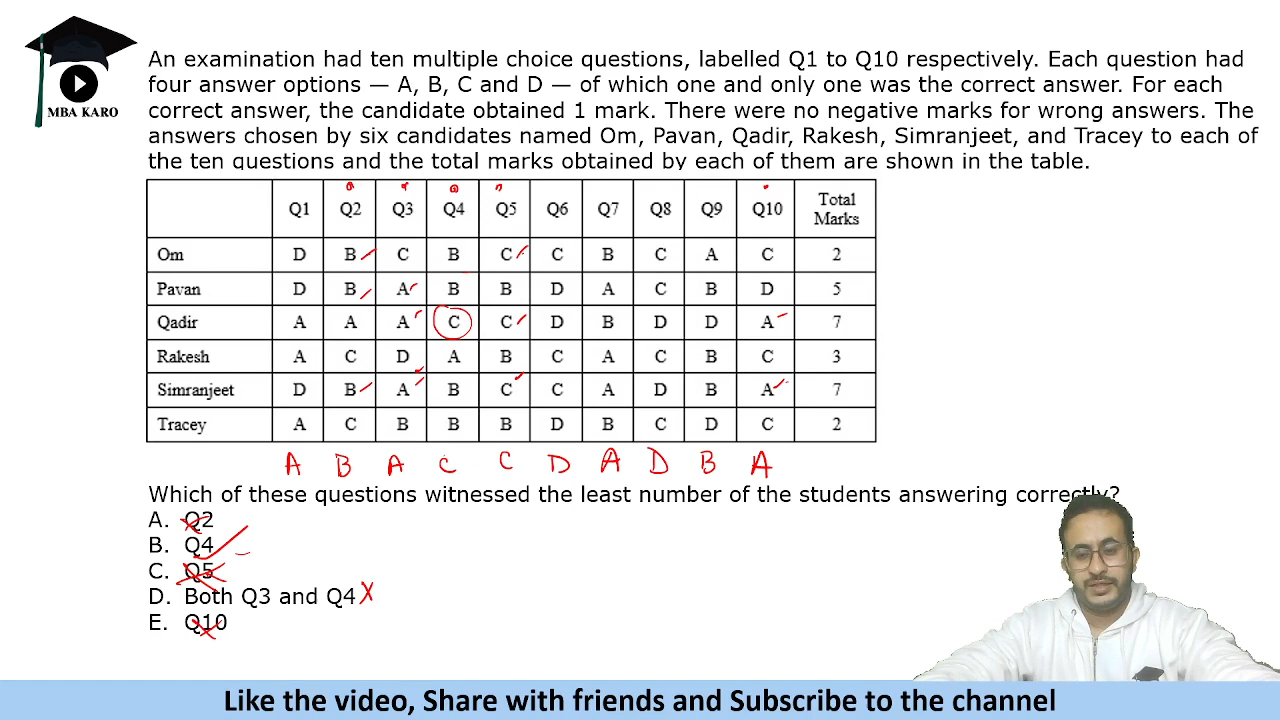 MBA KARO
An examination had ten multiple choice questions, labelled Q1 to Q10 respectively. Each question had
four answer options — A, B, C and D — of which one and only one was the correct answer. For each
correct answer, the candidate obtained 1 mark. There were no negative marks for wrong answers. The
answers chosen by six candidates named Om, Pavan, Qadir, Rakesh, Simranjeet, and Tracey to each of
the ten questions and the total marks obtained by each of them are shown in the table.
Q1 Q2 Q3 Q4 Q5 Q6 Q7 Q8 Q9 Q10 Total Marks
Om D B C B C C B C A C 2
Pavan D B A B B D A C B D 5
Qadir A A A C C D B D D A 7
Rakesh A C D A B C A C B C 3
Simranjeet D B A B C C A D B A 7
Tracey A C B B B D B C D C 2
A B A C C D A D B A
Which of these questions witnessed the least number of the students answering correctly?
A. Q2
B. Q4
C. Q5
D. Both Q3 and Q4
E. Q10
Like the video, Share with friends and Subscribe to the channel